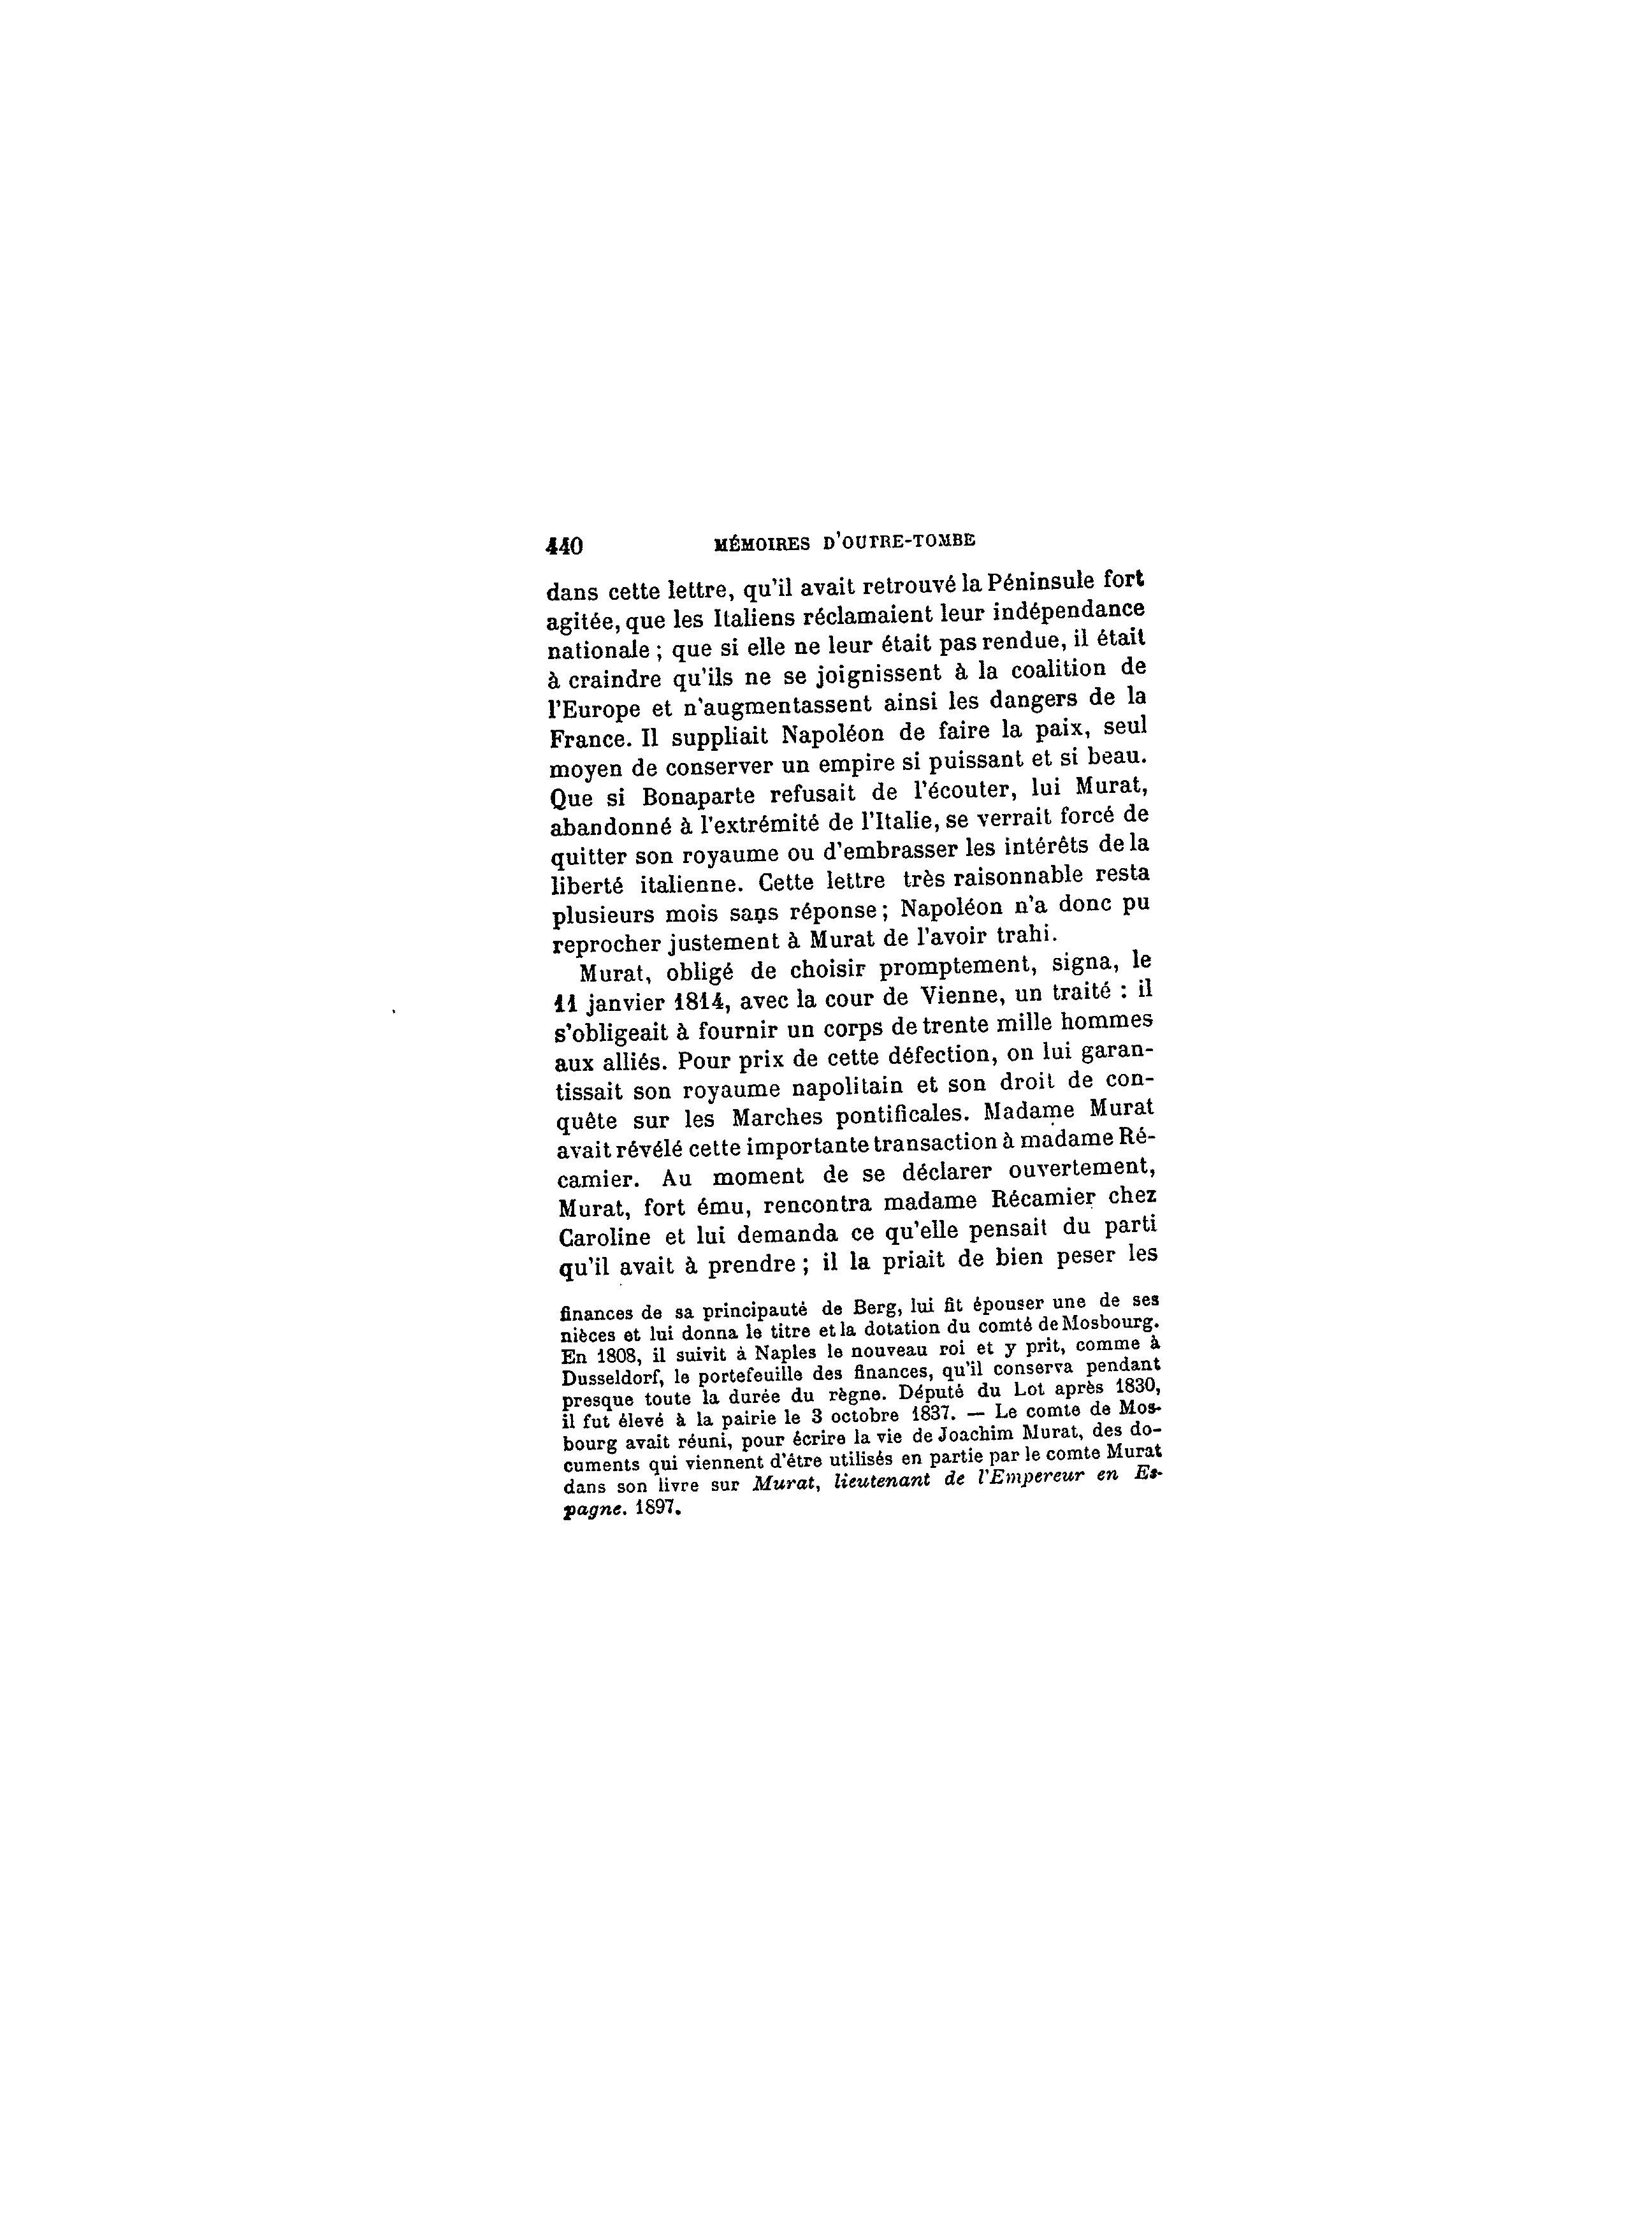 440 MÉMOIRES D'OUTRE-TOMBE
dans cette lettre, qu'il avait retrouvé la Péninsule fort
agitée, que les Italiens réclamaient leur indépendance
nationale ; que si elle ne leur était pas rendue, il était
à craindre qu'ils ne se joignissent à la coalition de
l'Europe et n'augmentassent ainsi les dangers de la
France. Il suppliait Napoléon de faire la paix, seul
moyen de conserver un empire si puissant et si beau.
Que si Bonaparte refusait de l'écouter, lui Murat,
abandonné à l'extrémité de l'Italie, se verrait forcé de
quitter son royaume ou d'embrasser les intérêts de la
liberté italienne. Cette lettre très raisonnable resta
plusieurs mois sans réponse ; Napoléon n'a donc pu
reprocher justement à Murat de l'avoir trahi.
Murat, obligé de choisir promptement, signa, le
11 janvier 1814, avec la cour de Vienne, un traité : il
s'obligeait à fournir un corps de trente mille hommes
aux alliés. Pour prix de cette défection, on lui garan-
tissait son royaume napolitain et son droit de con-
quête sur les Marches pontificales. Madame Murat
avait révélé cette importante transaction à madame Ré-
camier. Au moment de se déclarer ouvertement,
Murat, fort ému, rencontra madame Récamier chez
Caroline et lui demanda ce qu'elle pensait du parti
qu'il avait à prendre ; il la priait de bien peser les
finances de sa principauté de Berg, lui fit épouser une de ses
nièces et lui donna le titre et la dotation du comté de Mosbourg.
En 1808, il suivit à Naples le nouveau roi et y prit, comme à
Dusseldorf, le portefeuille des finances, qu'il conserva pendant
presque toute la durée du règne. Député du Lot après 1830,
il fut élevé à la pairie le 3 octobre 1837. — Le comte de Mos-
bourg avait réuni, pour écrire la vie de Joachim Murat, des do-
cuments qui viennent d'être utilisés en partie par le comte Murat
dans son livre sur Murat, lieutenant de l'Empereur en Es-
pagne. 1897.